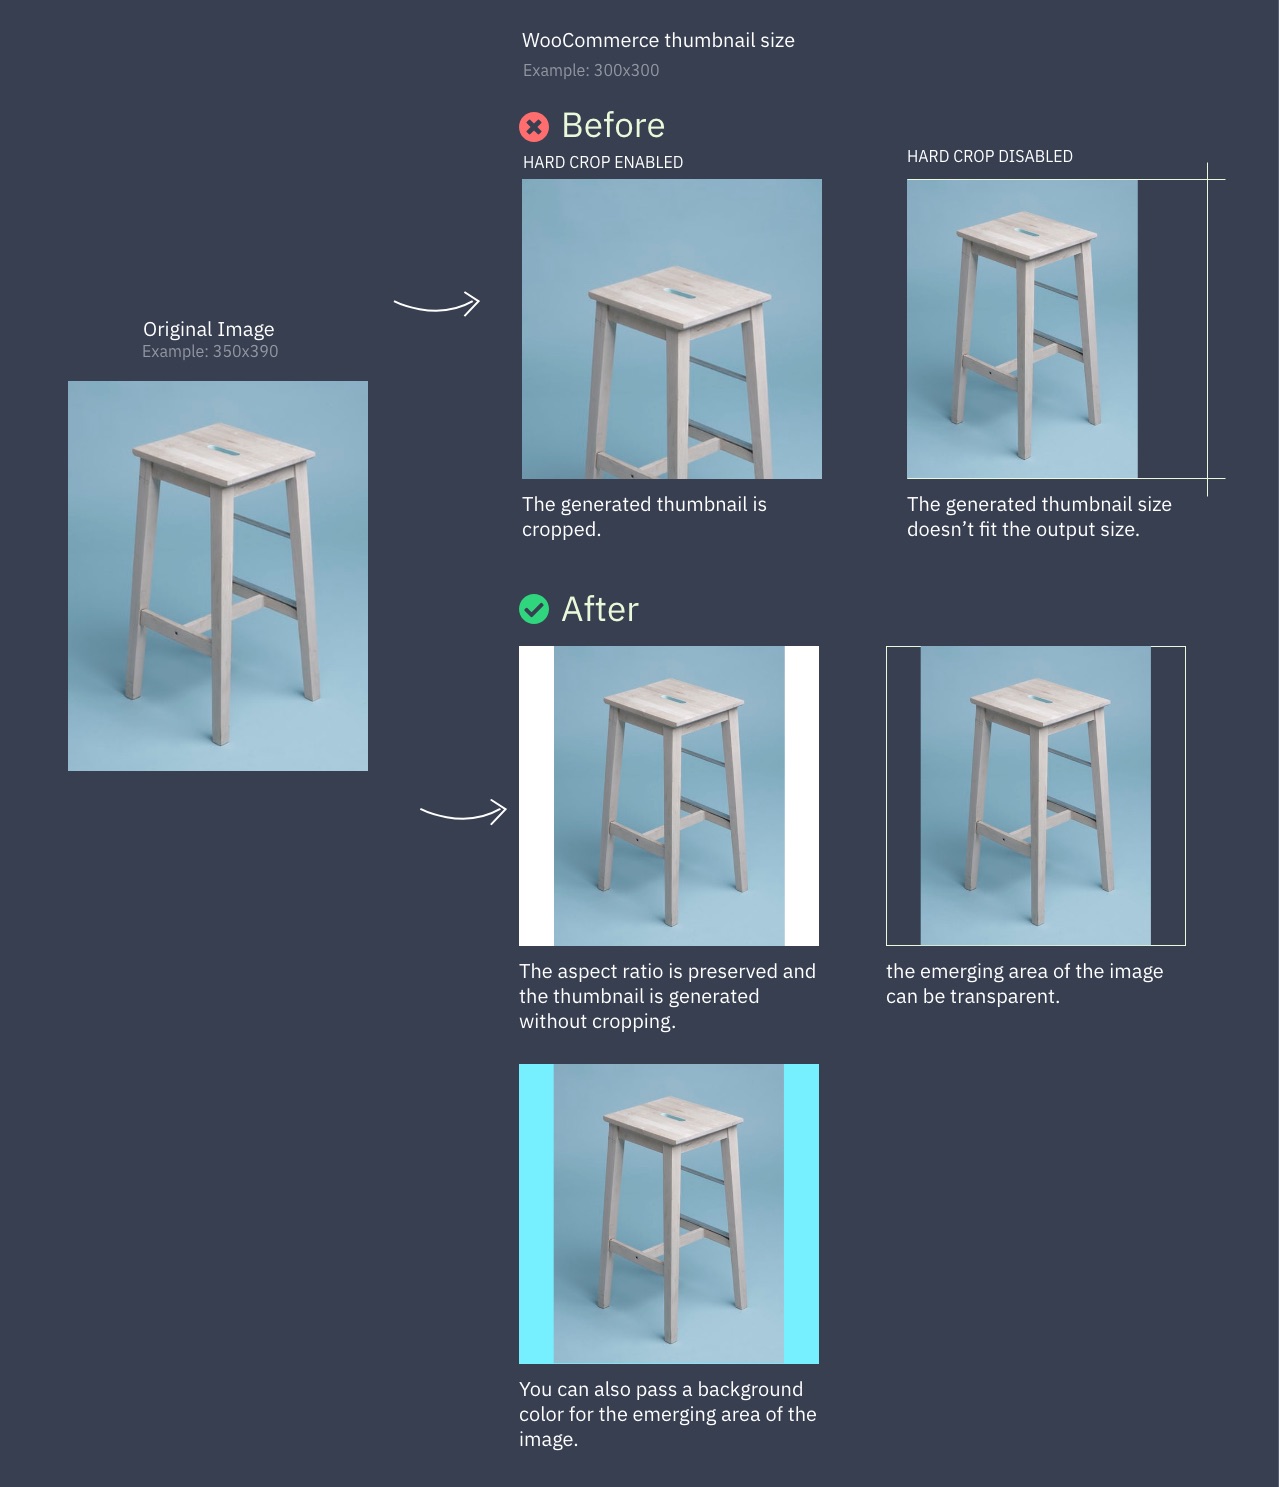 WooCommerce thumbnail size
Example: 300x300
Before
HARD CROP ENABLED
HARD CROP DISABLED
Original Image
Example: 350x390
The generated thumbnail is
cropped.
The generated thumbnail size
doesn’t fit the output size.
After
The aspect ratio is preserved and
the thumbnail is generated
without cropping.
the emerging area of the image
can be transparent.
You can also pass a background
color for the emerging area of the
image.